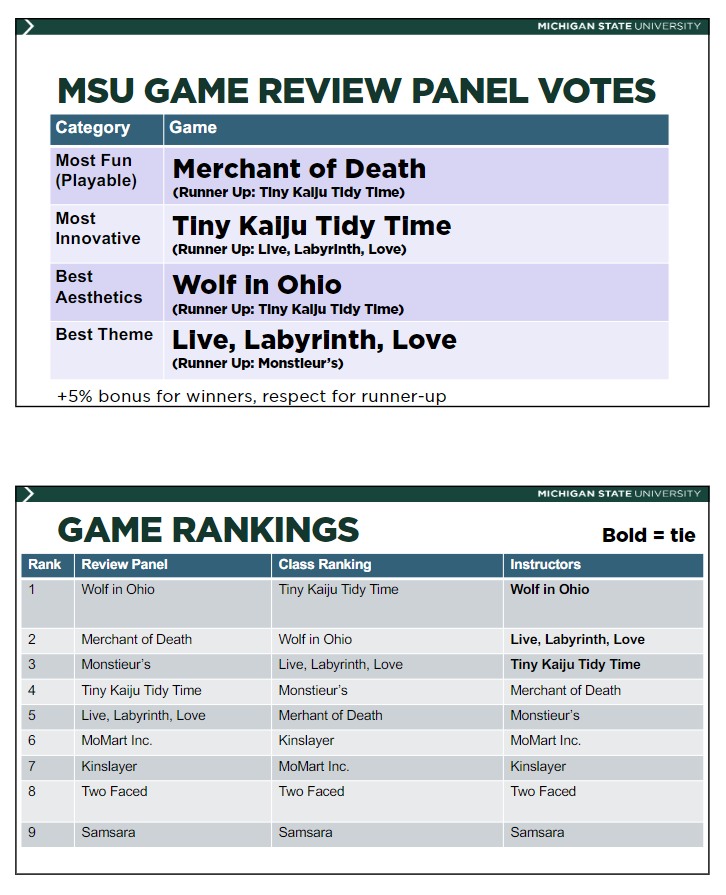 MICHIGAN STATE UNIVERSITY
MSU GAME REVIEW PANEL VOTES
Category Game
Most Fun (Playable) Merchant of Death
(Runner Up: Tiny Kaiju Tidy Time)
Most Innovative Tiny Kaiju Tidy Time
(Runner Up: Live, Labyrinth, Love)
Best Aesthetics Wolf in Ohio
(Runner Up: Tiny Kaiju Tidy Time)
Best Theme Live, Labyrinth, Love
(Runner Up: Monstieur's)
+5% bonus for winners, respect for runner-up
MICHIGAN STATE UNIVERSITY
GAME RANKINGS
Bold = tie
Rank Review Panel Class Ranking Instructors
1 Wolf in Ohio Tiny Kaiju Tidy Time Wolf in Ohio
2 Merchant of Death Wolf in Ohio Live, Labyrinth, Love
3 Monstieur's Live, Labyrinth, Love Tiny Kaiju Tidy Time
4 Tiny Kaiju Tidy Time Monstieur's Merchant of Death
5 Live, Labyrinth, Love Merhant of Death Monstieur's
6 MoMart Inc. Kinslayer MoMart Inc.
7 Kinslayer MoMart Inc. Kinslayer
8 Two Faced Two Faced Two Faced
9 Samsara Samsara Samsara